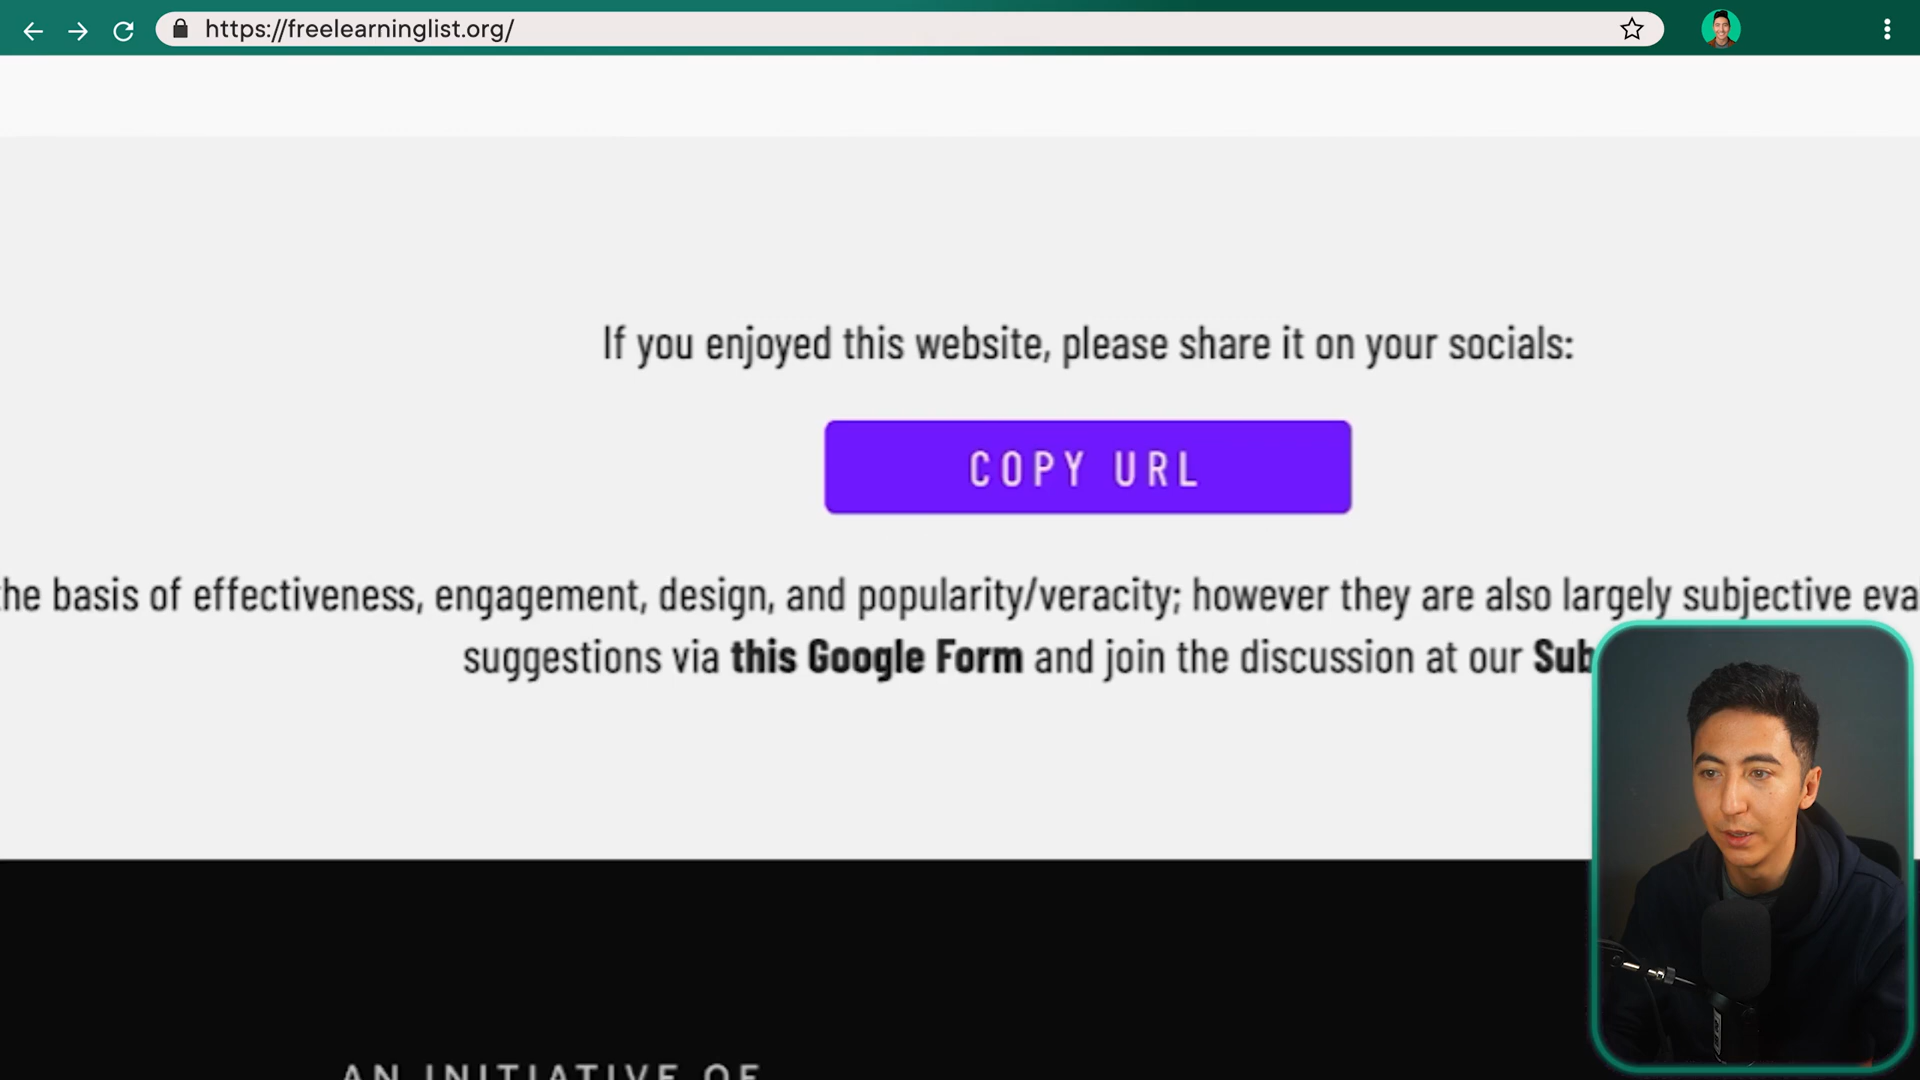 https://freelearninglist.org/
If you enjoyed this website, please share it on your socials:
COPY URL
the basis of effectiveness, engagement, design, and popularity/veracity; however they are also largely subjective eva
suggestions via this Google Form and join the discussion at our Sub
AN INITIATIVE OF